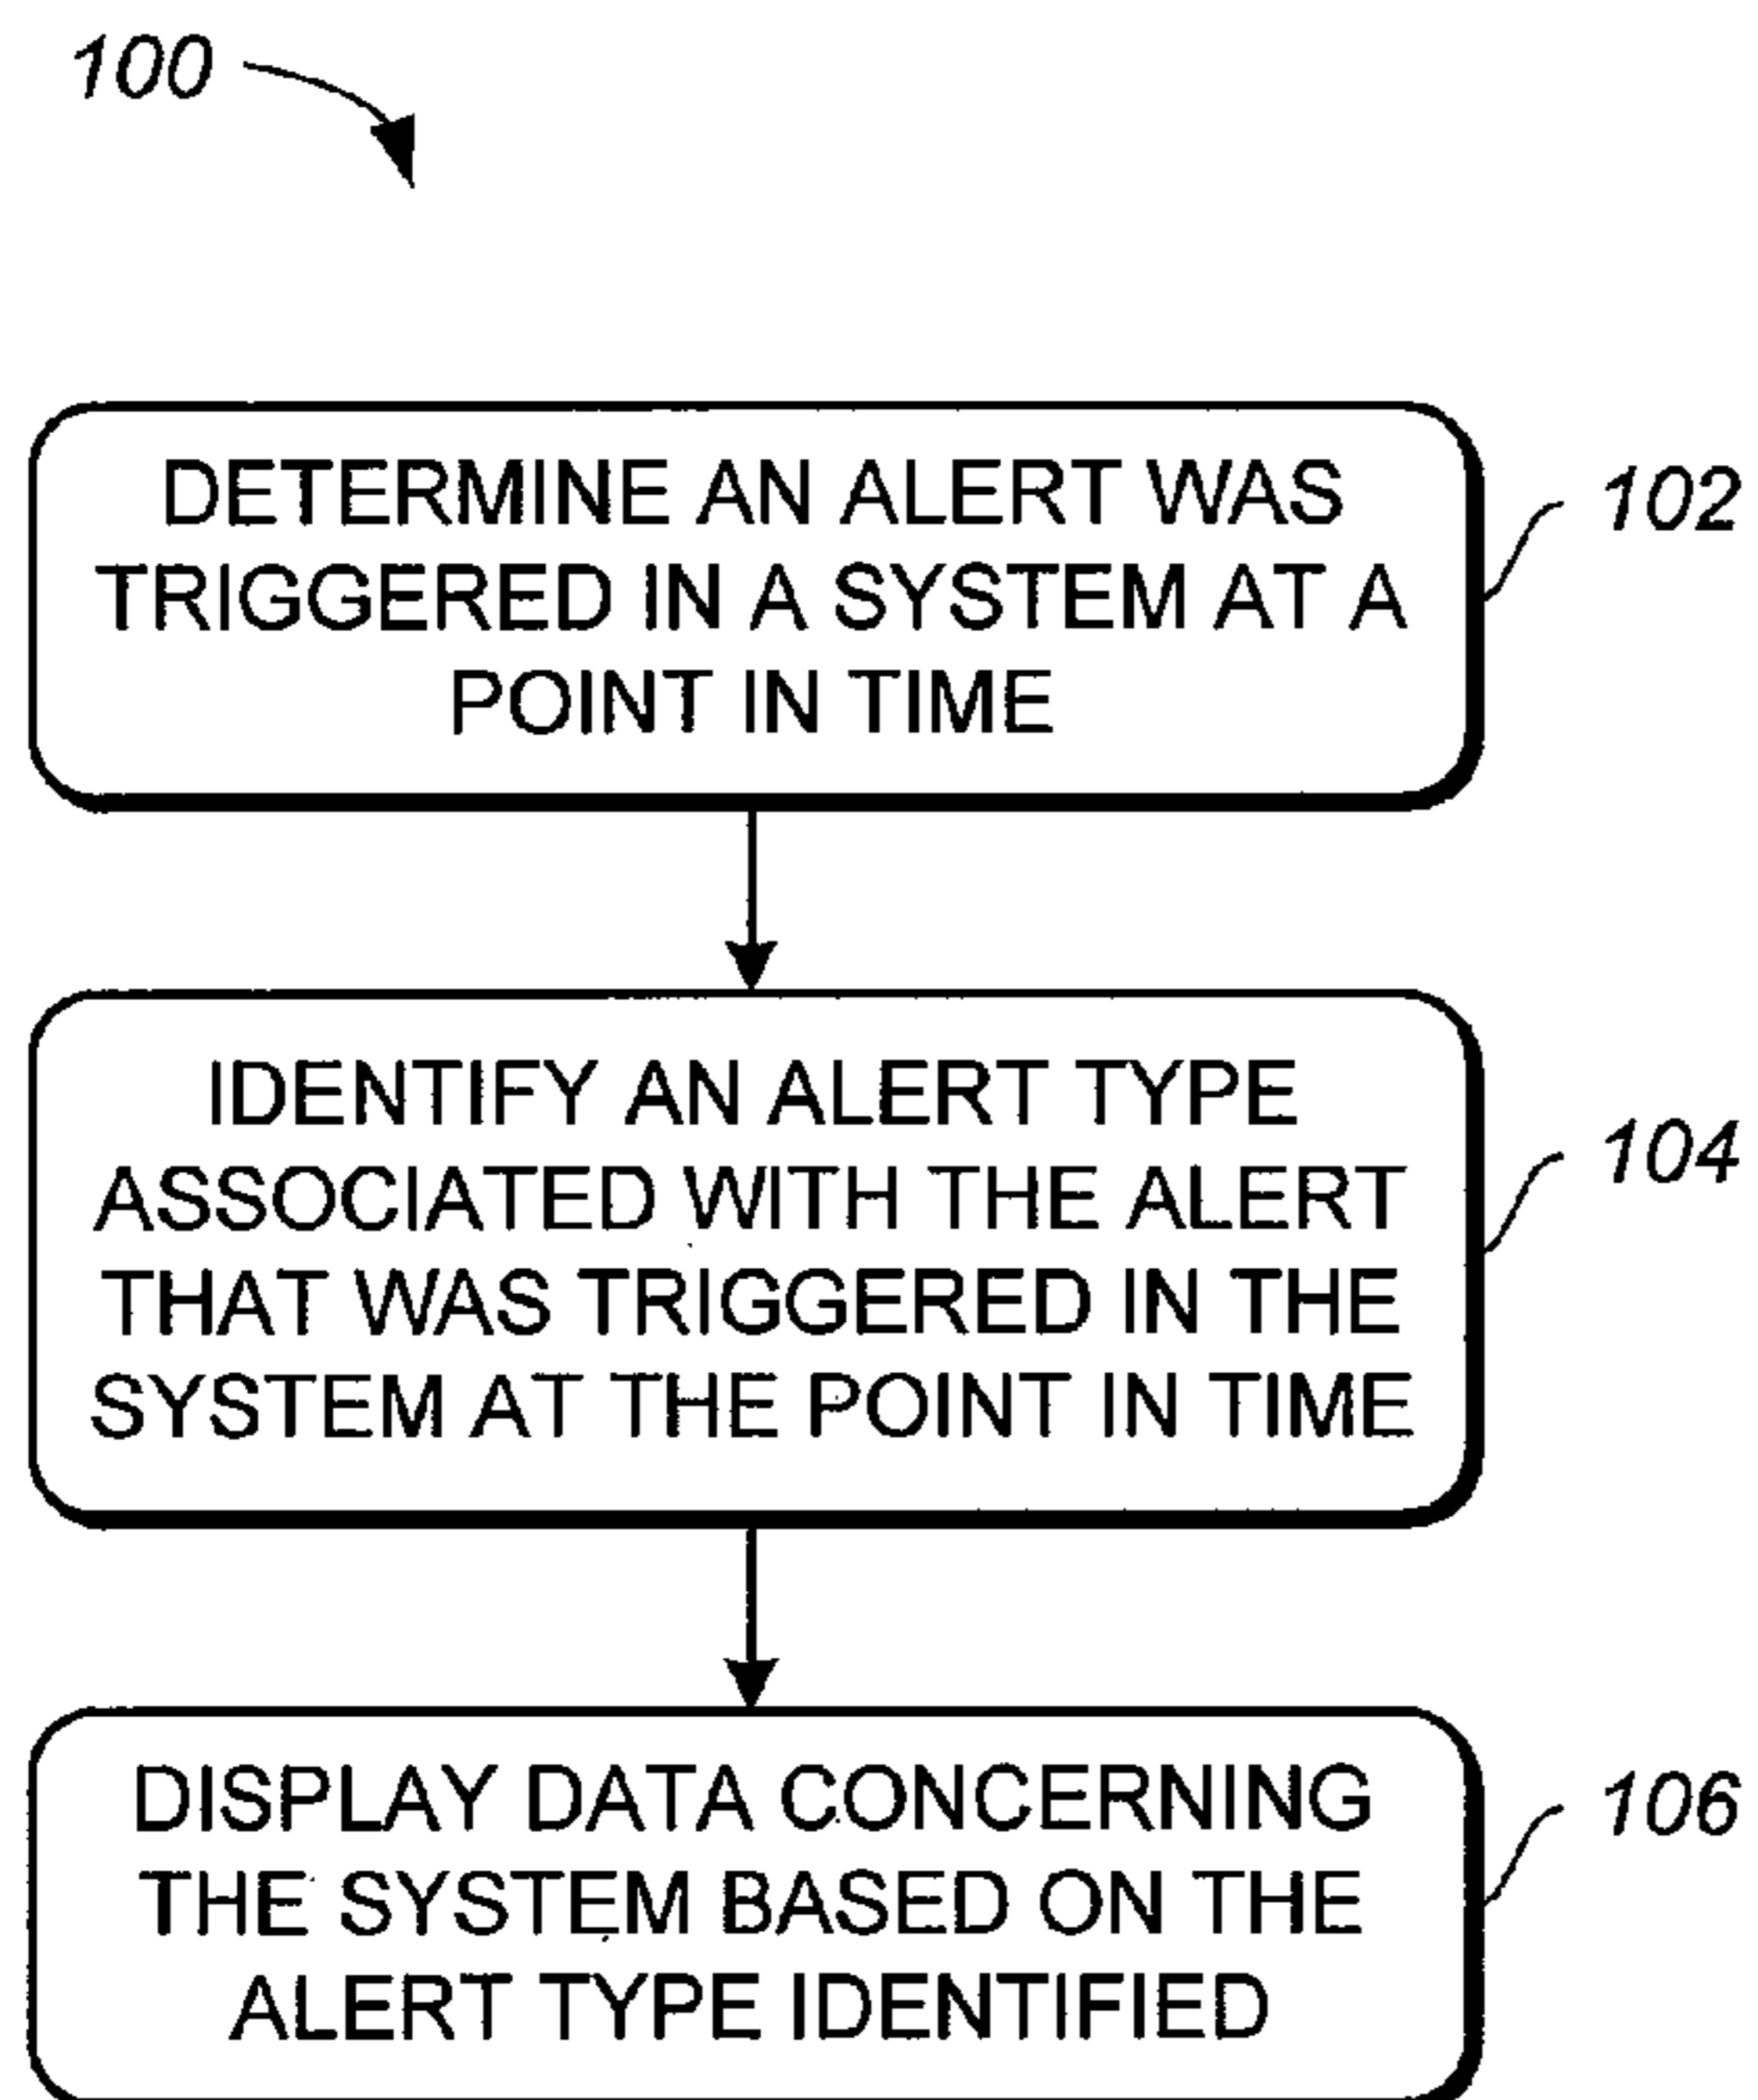 100
DETERMINE AN ALERT WAS
TRIGGERED IN A SYSTEM AT A
POINT IN TIME
102
IDENTIFY AN ALERT TYPE
ASSOCIATED WITH THE ALERT
THAT WAS TRIGGERED IN THE
SYSTEM AT THE POINT IN TIME
104
DISPLAY DATA CONCERNING
THE SYSTEM BASED ON THE
ALERT TYPE IDENTIFIED
106